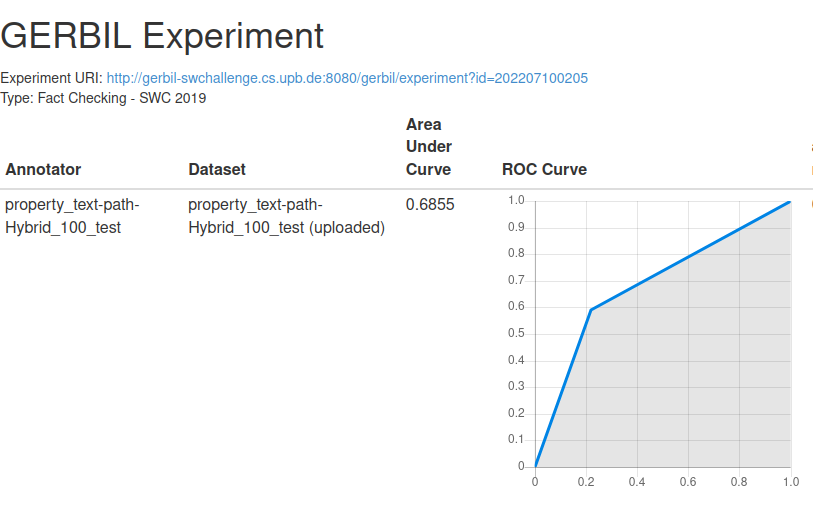 GERBIL Experiment
Experiment URI: http://gerbil-swchallenge.cs.upb.de:8080/gerbil/experiment?id=202207100205
Type: Fact Checking - SWC 2019
Annotator
Dataset
Area
Under
Curve
ROC Curve
property_text-path-
Hybrid_100_test
property_text-path-
Hybrid_100_test (uploaded)
0.6855
1.0
0.9
0.8
0.7
0.6
0.5
0.4
0.3
0.2
0.1
0
0 0.2 0.4 0.6 0.8 1.0